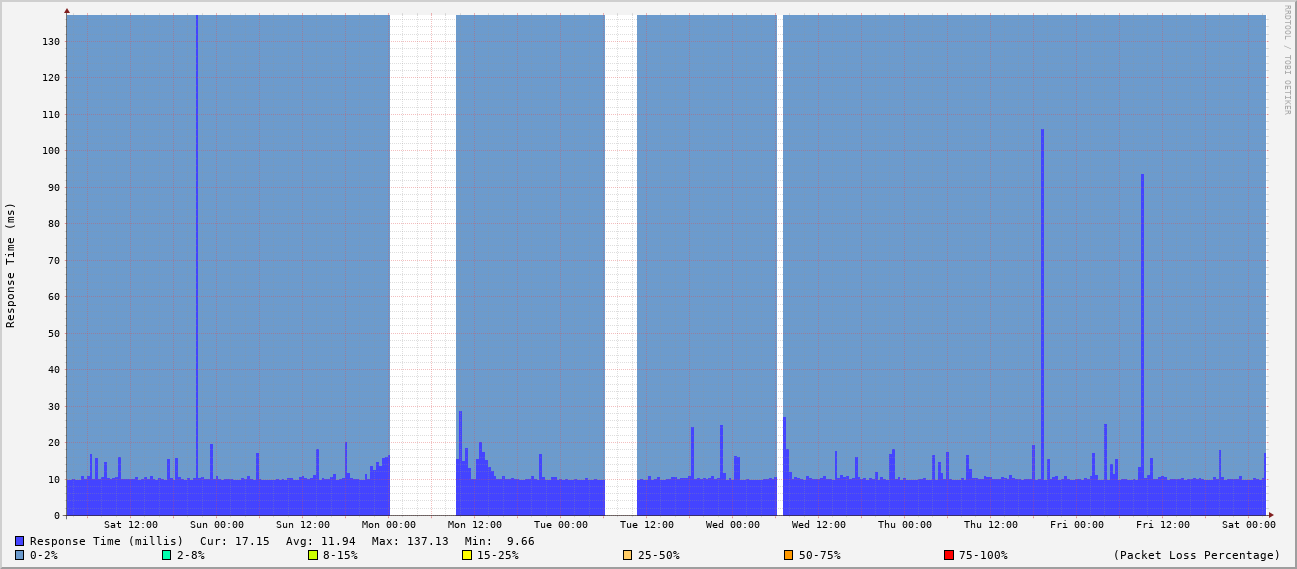 RRDTOOL / TOBI OETIKER
Response Time (ms)
130
120
110
100
90
80
70
60
50
40
30
20
10
0
Sat 12:00 Sun 00:00 Sun 12:00 Mon 00:00 Mon 12:00 Tue 00:00 Tue 12:00 Wed 00:00 Wed 12:00 Thu 00:00 Thu 12:00 Fri 00:00 Fri 12:00 Sat 00:00
Response Time (millis) Cur: 17.15 Avg: 11.94 Max: 137.13 Min: 9.66
0-2% 2-8% 8-15% 15-25% 25-50% 50-75% 75-100% (Packet Loss Percentage)